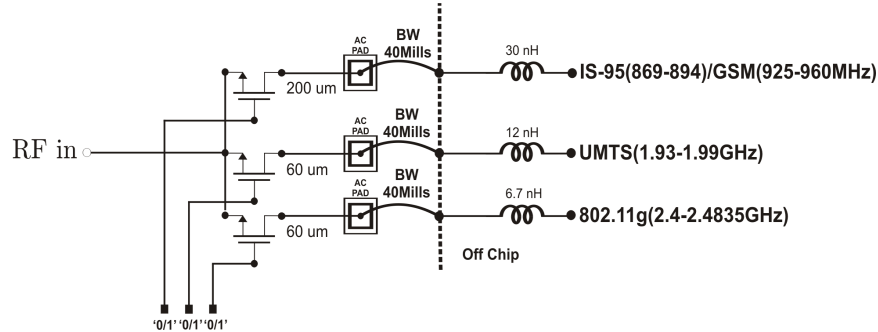 AC
PAD
BW
40Mills
30 nH
IS-95(869-894)/GSM(925-960MHz)
200 um
RF in
AC
PAD
BW
40Mills
12 nH
UMTS(1.93-1.99GHz)
60 um
AC
PAD
BW
40Mills
6.7 nH
802.11g(2.4-2.4835GHz)
60 um
Off Chip
'0/1' '0/1' '0/1'